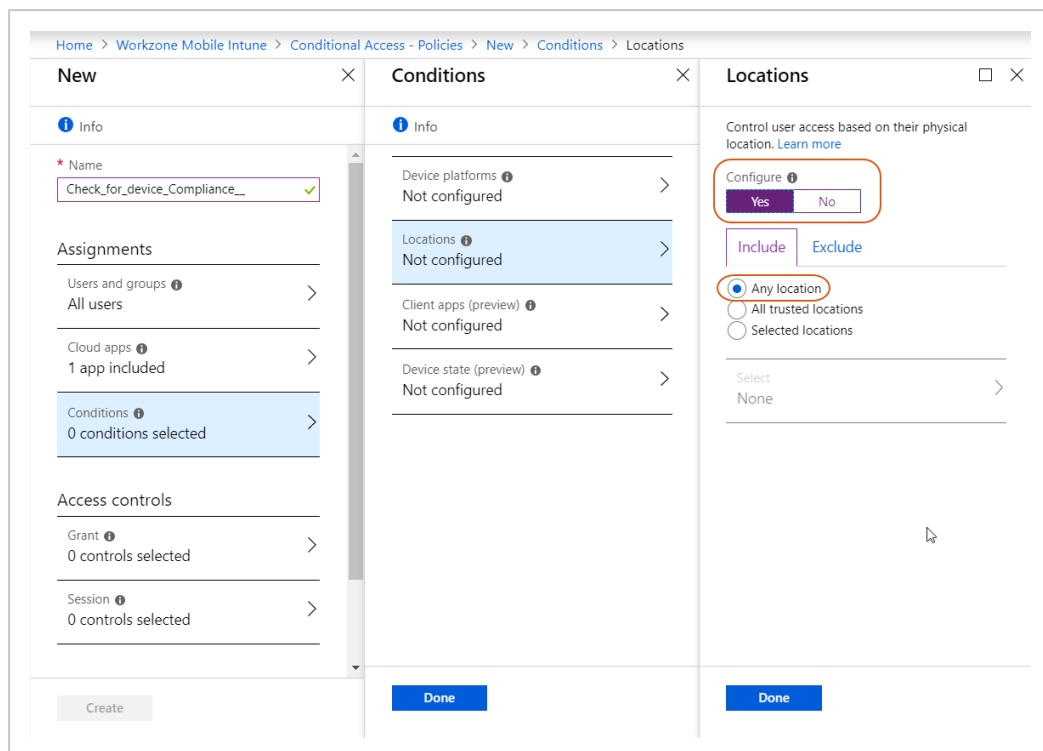 Home > Workzone Mobile Intune > Conditional Access - Policies > New > Conditions > Locations
New
Info
* Name
Check_for_device_Compliance__
Assignments
Users and groups
All users
Cloud apps
1 app included
Conditions
0 conditions selected
Access controls
Grant
0 controls selected
Session
0 controls selected
Create
Conditions
Info
Device platforms
Not configured
Locations
Not configured
Client apps (preview)
Not configured
Device state (preview)
Not configured
Done
Locations
Control user access based on their physical
location. Learn more
Configure
Yes No
Include Exclude
Any location
All trusted locations
Selected locations
Select
None
Done